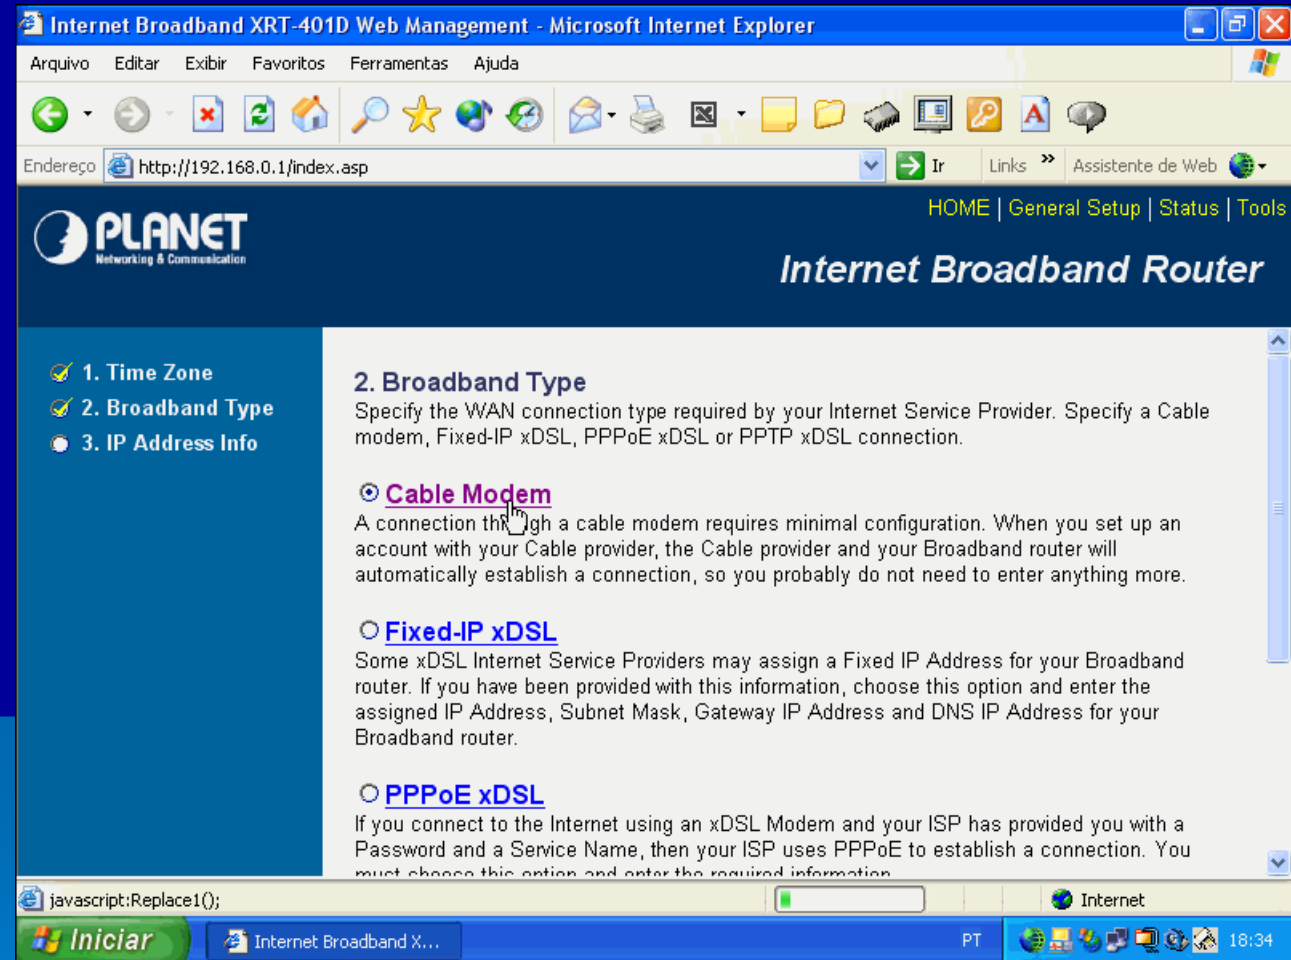 Internet Broadband XRT-401D Web Management - Microsoft Internet Explorer
Arquivo Editar Exibir Favoritos Ferramentas Ajuda
Endereço http://192.168.0.1/index.asp Ir Links » Assistente de Web
HOME | General Setup | Status | Tools
PLANET
Networking & Communication
Internet Broadband Router
1. Time Zone
2. Broadband Type
3. IP Address Info
2. Broadband Type
Specify the WAN connection type required by your Internet Service Provider. Specify a Cable
modem, Fixed-IP xDSL, PPPoE xDSL or PPTP xDSL connection.
Cable Modem
A connection through a cable modem requires minimal configuration. When you set up an
account with your Cable provider, the Cable provider and your Broadband router will
automatically establish a connection, so you probably do not need to enter anything more.
Fixed-IP xDSL
Some xDSL Internet Service Providers may assign a Fixed IP Address for your Broadband
router. If you have been provided with this information, choose this option and enter the
assigned IP Address, Subnet Mask, Gateway IP Address and DNS IP Address for your
Broadband router.
PPPoE xDSL
If you connect to the Internet using an xDSL Modem and your ISP has provided you with a
Password and a Service Name, then your ISP uses PPPoE to establish a connection. You
must choose this option and enter the required information.
javascript:Replace1(); Internet
Iniciar Internet Broadband X... PT 18:34